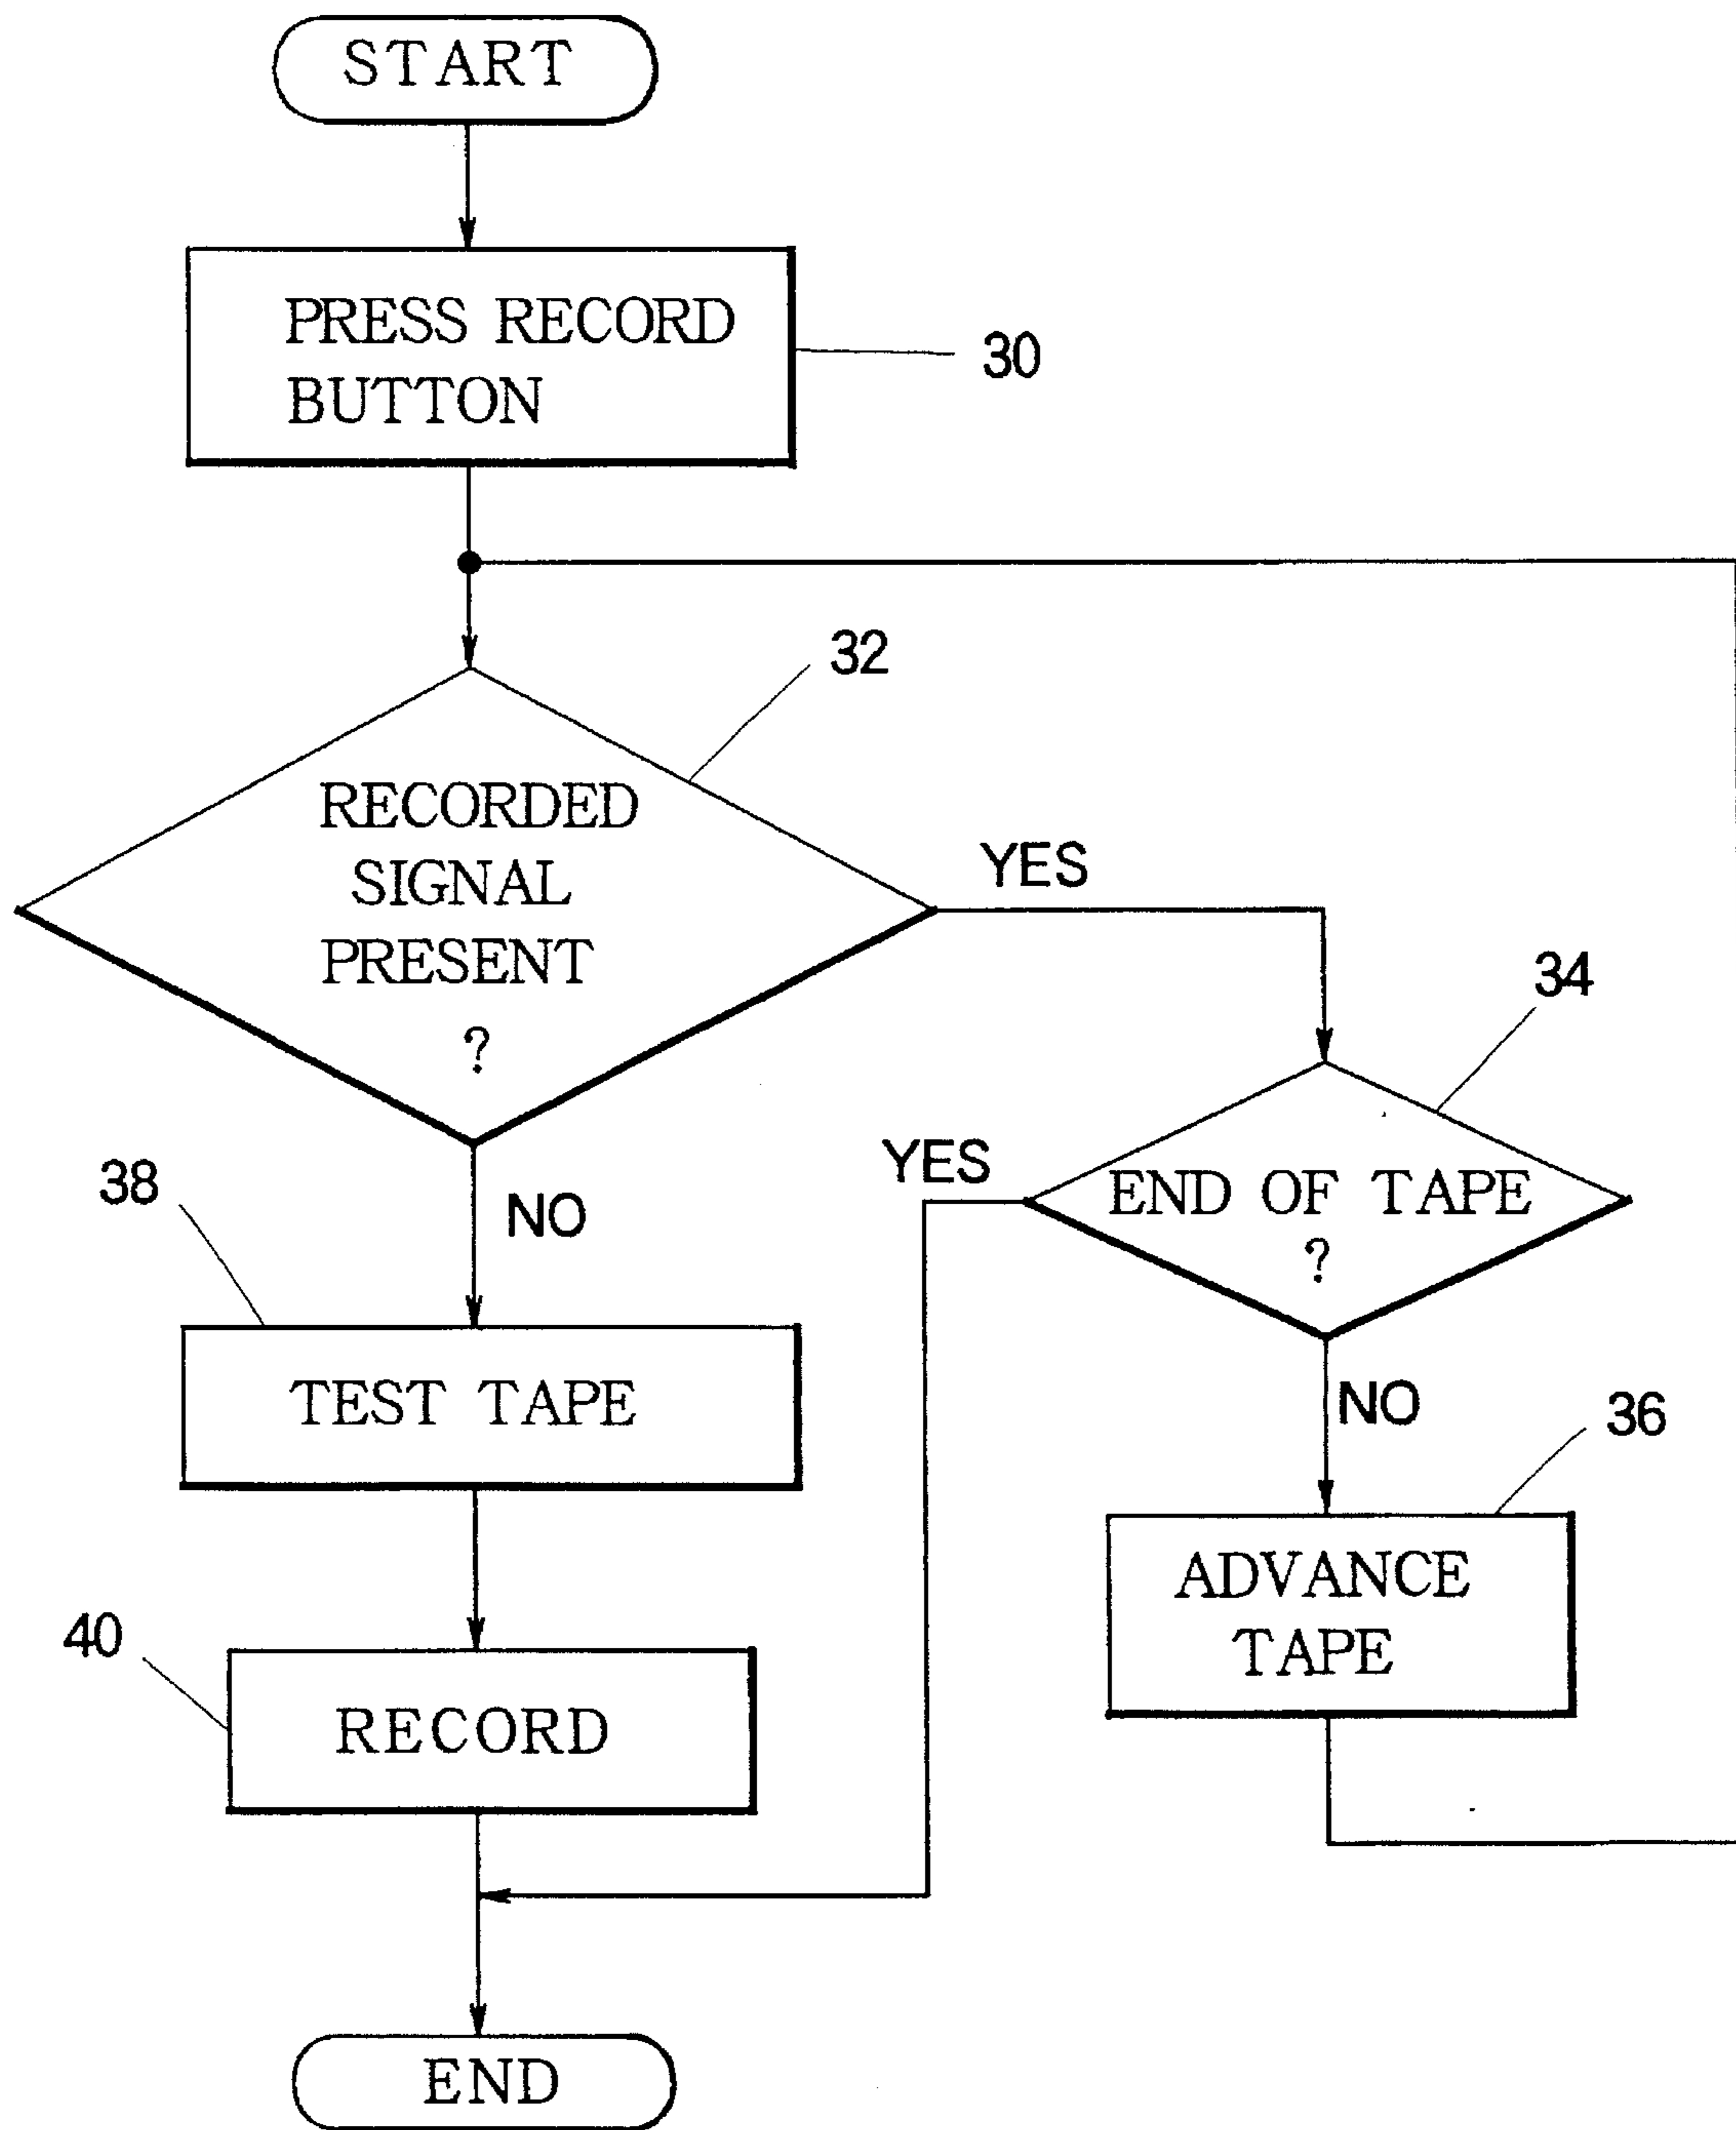 START
PRESS RECORD
BUTTON
30
32
RECORDED
SIGNAL
PRESENT
?
YES
34
END OF TAPE
?
YES
NO
38
NO
TEST TAPE
36
ADVANCE
TAPE
40
RECORD
END